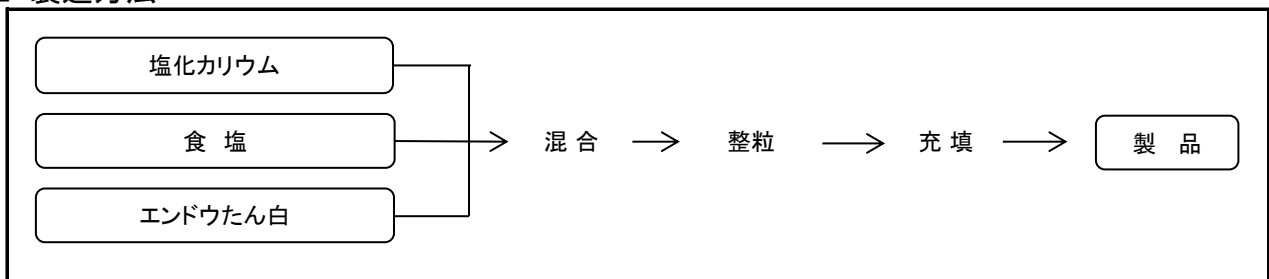 塩化カリウム
食 塩
混 合
整粒
充 填
製 品
エンドウたん白